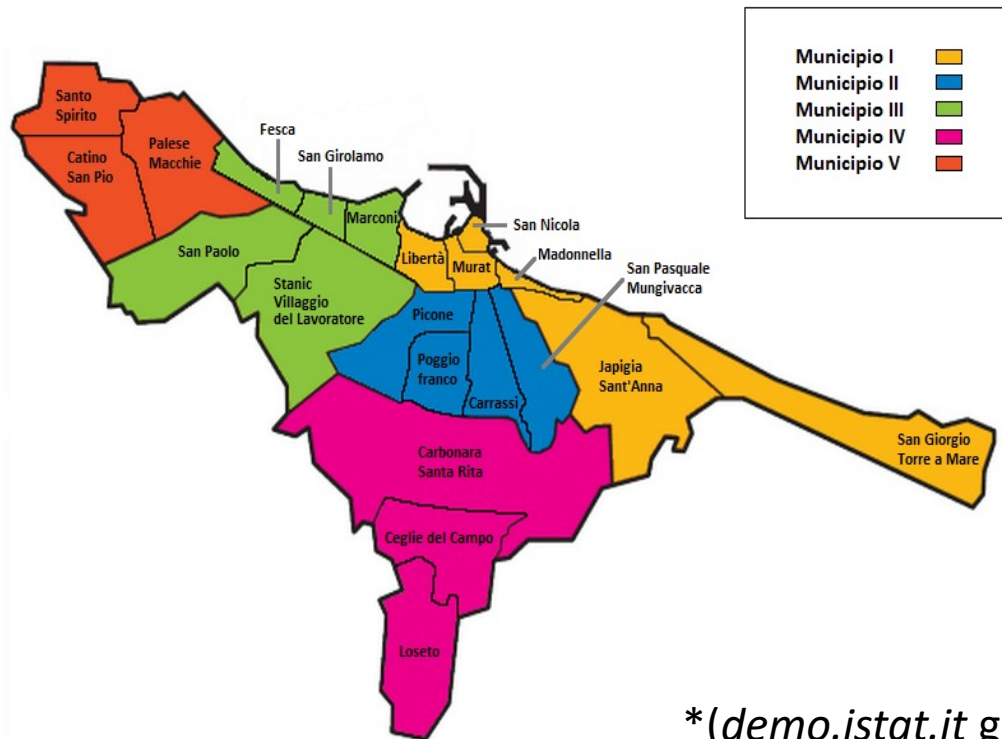 Municipio I
Municipio II
Municipio III
Municipio IV
Municipio V
Santo
Spirito
Catino
San Pio
Palese
Macchie
Fesca
San Girolamo
Marconi
San Paolo
Stanic
Villaggio
del Lavoratore
Libertà
Murat
San Nicola
Madonnella
San Pasquale
Mungivacca
Picone
Poggio
franco
Carrassi
Japigia
Sant'Anna
San Giorgio
Torre a Mare
Carbonara
Santa Rita
Ceglie del Campo
Loseto
*(demo.istat.it g